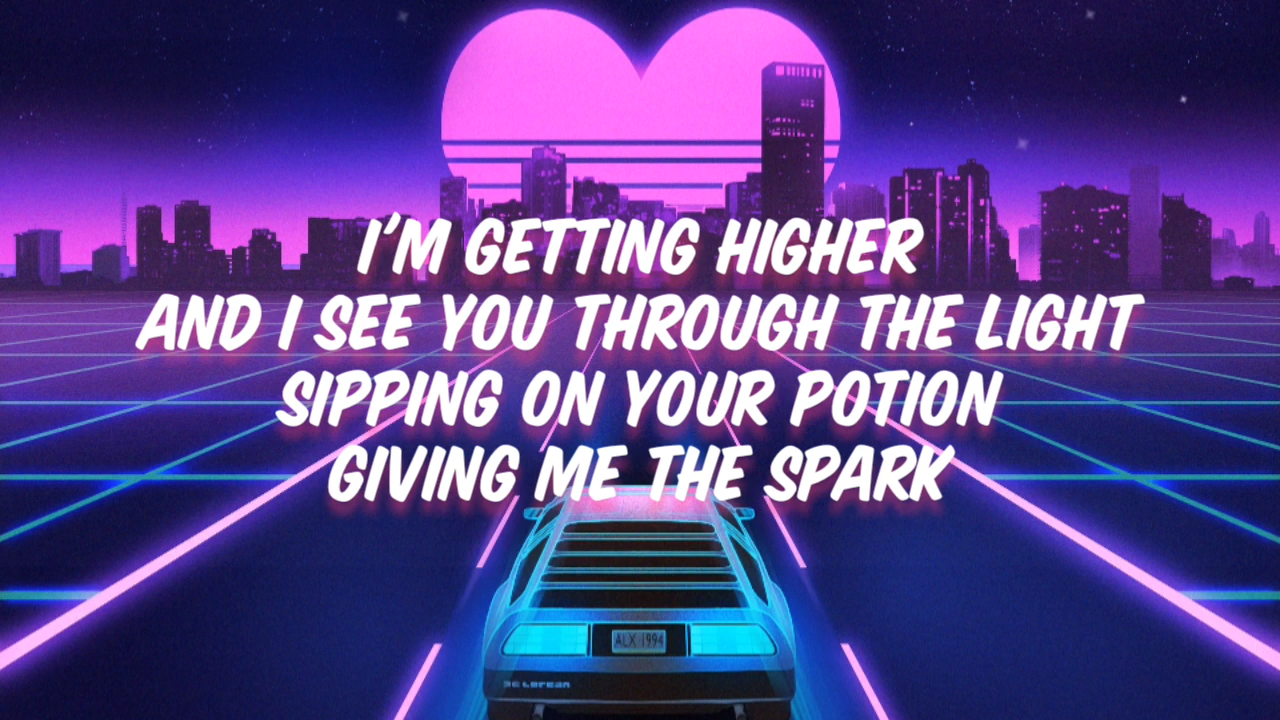 I'M GETTING HIGHER
AND I SEE YOU THROUGH THE LIGHT
SIPPING ON YOUR POTION
GIVING ME THE SPARK
ALX 1994
DE LOREAN